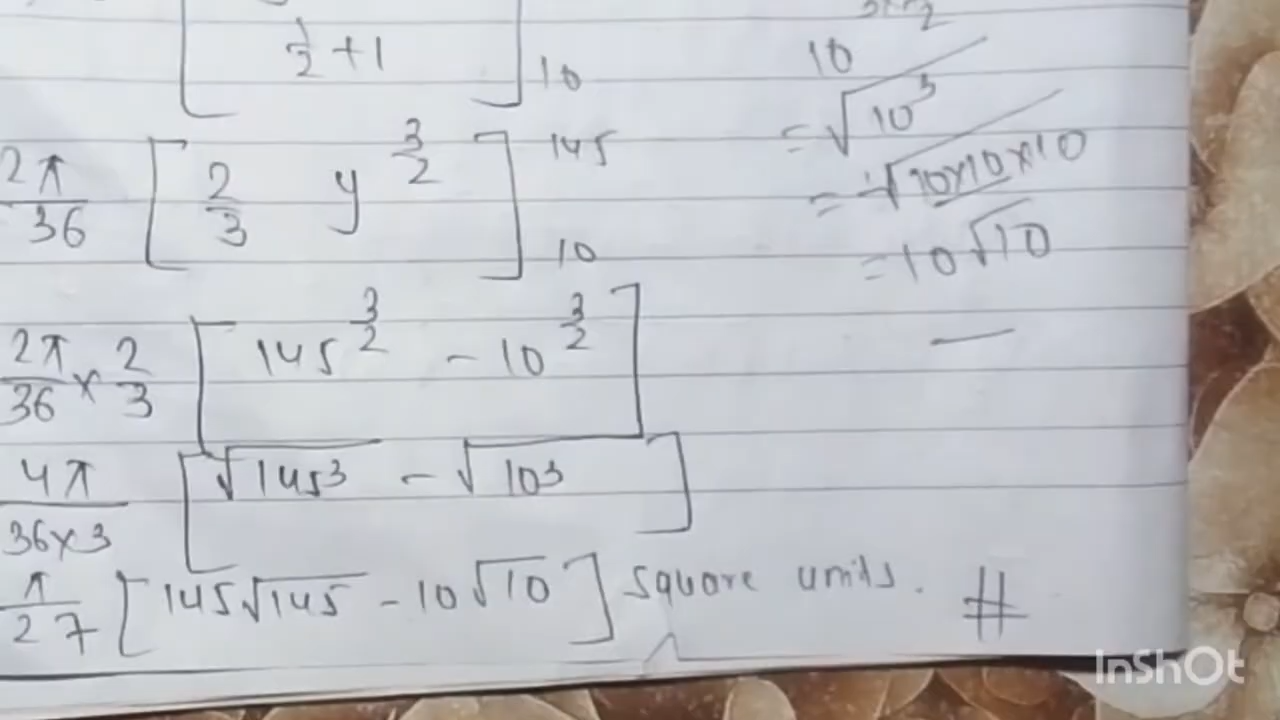 1/2 + 1
10
2π/36 [ 2/3 y^(3/2) ] 145 10
2π/36 × 2/3 [ 145^(3/2) - 10^(3/2) ]
4π/36×3 [ √145³ - √10³ ]
π/27 [ 145√145 - 10√10 ] square units. #
10
= √10³
= √10×10×10
= 10√10
InShOt